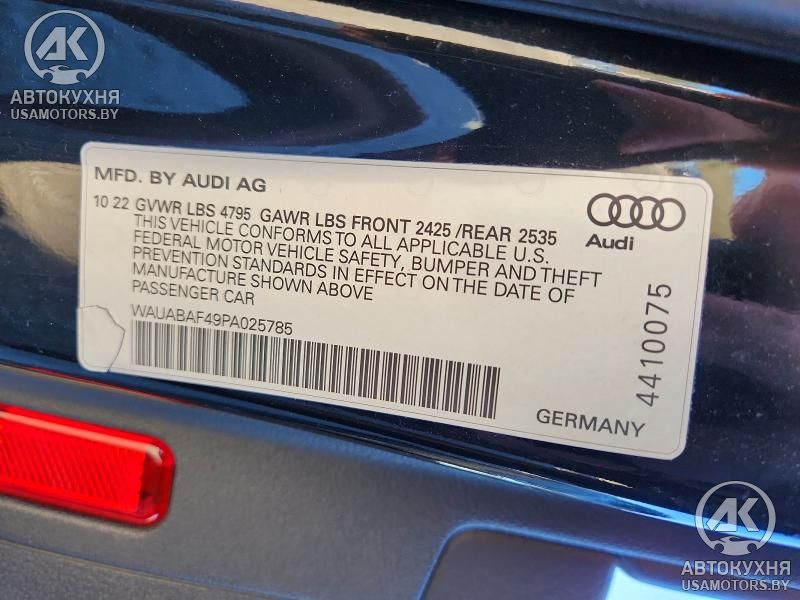 АК
АВТОКУХНЯ
USAMOTORS.BY
MFD. BY AUDI AG
10 22 GVWR LBS 4795 GAWR LBS FRONT 2425 /REAR 2535
THIS VEHICLE CONFORMS TO ALL APPLICABLE U.S.
FEDERAL MOTOR VEHICLE SAFETY, BUMPER AND THEFT
PREVENTION STANDARDS IN EFFECT ON THE DATE OF
MANUFACTURE SHOWN ABOVE
PASSENGER CAR
WAUABAF49PA025785
Audi
4410075
GERMANY
АК
АВТОКУХНЯ
USAMOTORS.BY